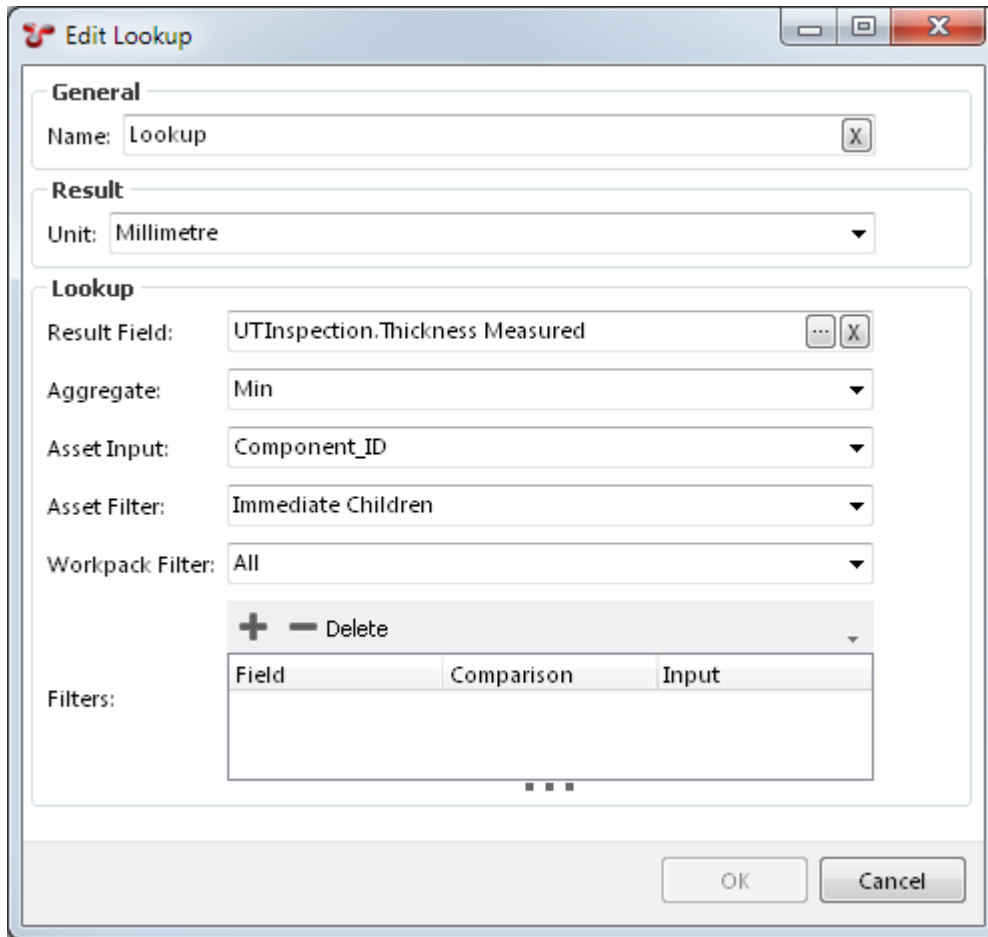 Edit Lookup
General
Name: Lookup X
Result
Unit: Millimetre
Lookup
Result Field: UTInspection.Thickness Measured ... X
Aggregate: Min
Asset Input: Component_ID
Asset Filter: Immediate Children
Workpack Filter: All
Delete
Field Comparison Input
Filters:
OK Cancel